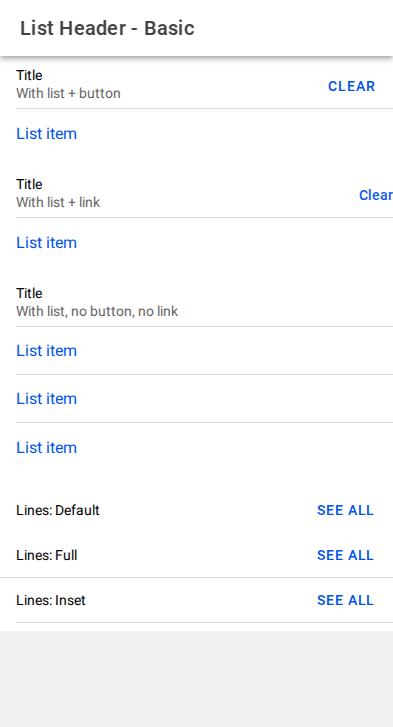 List Header - Basic
Title
With list + button
CLEAR
List item
Title
With list + link
Clear
List item
Title
With list, no button, no link
List item
List item
List item
Lines: Default
SEE ALL
Lines: Full
SEE ALL
Lines: Inset
SEE ALL